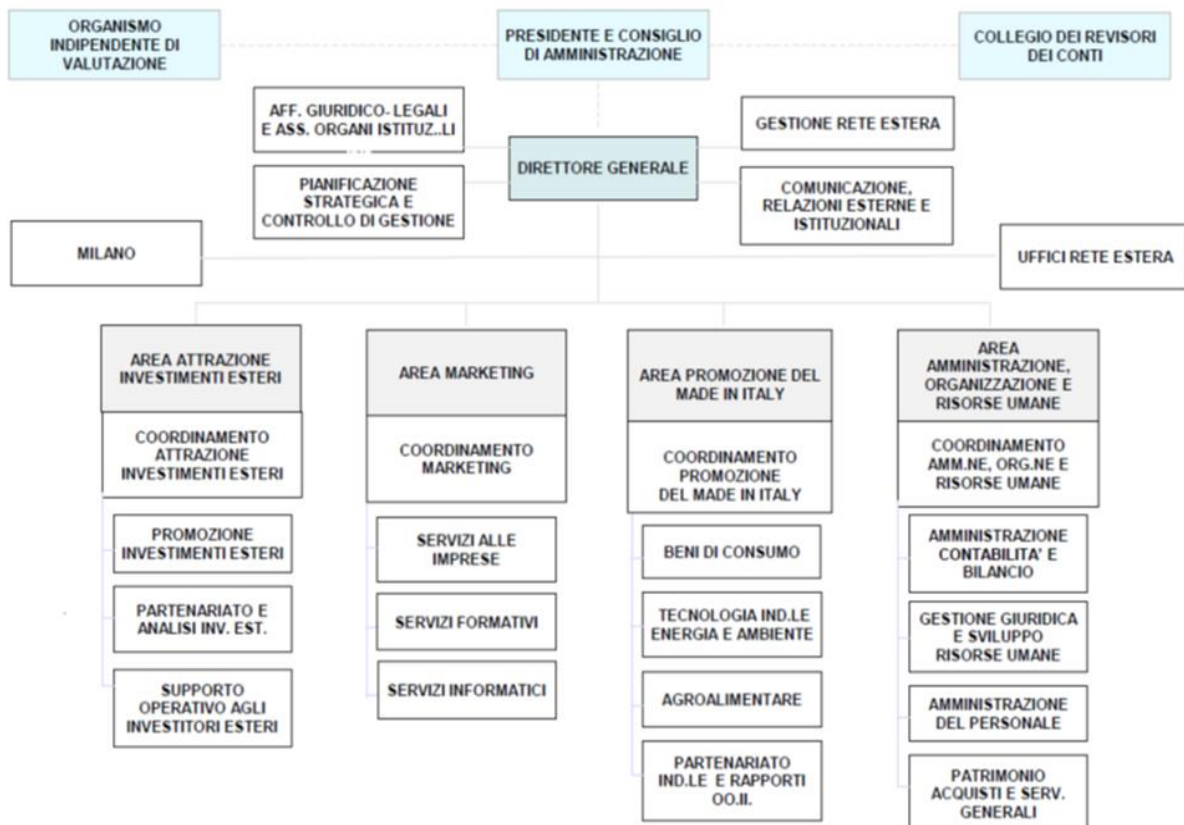 ORGANISMO
INDIPENDENTE DI
VALUTAZIONE
PRESIDENTE E CONSIGLIO
DI AMMINISTRAZIONE
COLLEGIO DEI REVISORI
DEI CONTI
AFF. GIURIDICO- LEGALI
E ASS. ORGANI ISTITUZ..LI
GESTIONE RETE ESTERA
DIRETTORE GENERALE
PIANIFICAZIONE
STRATEGICA E
CONTROLLO DI GESTIONE
COMUNICAZIONE,
RELAZIONI ESTERNE E
ISTITUZIONALI
MILANO
UFFICI RETE ESTERA
AREA ATTRAZIONE
INVESTIMENTI ESTERI
COORDINAMENTO
ATTRAZIONE
INVESTIMENTI ESTERI
PROMOZIONE
INVESTIMENTI ESTERI
PARTENARIATO E
ANALISI INV. EST.
SUPPORTO
OPERATIVO AGLI
INVESTITORI ESTERI
AREA MARKETING
COORDINAMENTO
MARKETING
SERVIZI ALLE
IMPRESE
SERVIZI FORMATIVI
SERVIZI INFORMATICI
AREA PROMOZIONE DEL
MADE IN ITALY
COORDINAMENTO
PROMOZIONE
DEL MADE IN ITALY
BENI DI CONSUMO
TECNOLOGIA IND.LE
ENERGIA E AMBIENTE
AGROALIMENTARE
PARTENARIATO
IND.LE E RAPPORTI
OO.II.
AREA
AMMINISTRAZIONE,
ORGANIZZAZIONE E
RISORSE UMANE
COORDINAMENTO
AMM.NE, ORG.NE E
RISORSE UMANE
AMMINISTRAZIONE
CONTABILITA' E
BILANCIO
GESTIONE GIURIDICA
E SVILUPPO
RISORSE UMANE
AMMINISTRAZIONE
DEL PERSONALE
PATRIMONIO
ACQUISTI E SERV.
GENERALI